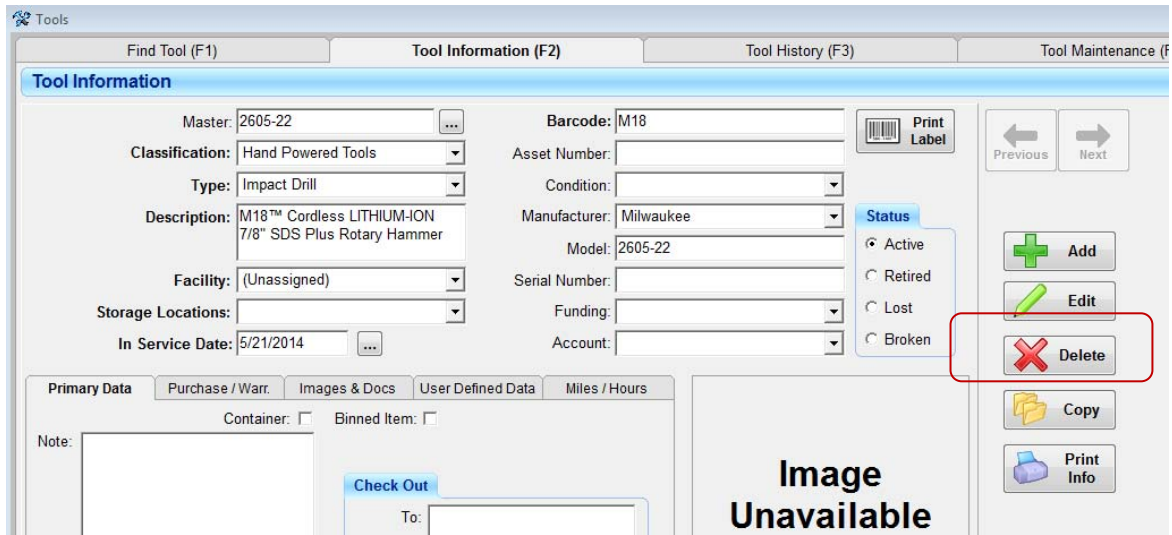 Tools
Find Tool (F1)
Tool Information (F2)
Tool History (F3)
Tool Maintenance (F
Tool Information
Master: 2605-22
...
Classification: Hand Powered Tools
Type: Impact Drill
Description: M18™ Cordless LITHIUM-ION
7/8" SDS Plus Rotary Hammer
Facility: (Unassigned)
Storage Locations:
In Service Date: 5/21/2014
...
Barcode: M18
Asset Number:
Condition:
Manufacturer: Milwaukee
Model: 2605-22
Serial Number:
Funding:
Account:
Print
Label
Status
Active
Retired
Lost
Broken
Previous
Next
Add
Edit
Delete
Copy
Print
Info
Primary Data
Purchase / Warr.
Images & Docs
User Defined Data
Miles / Hours
Container:
Binned Item:
Note:
Check Out
To:
Image
Unavailable